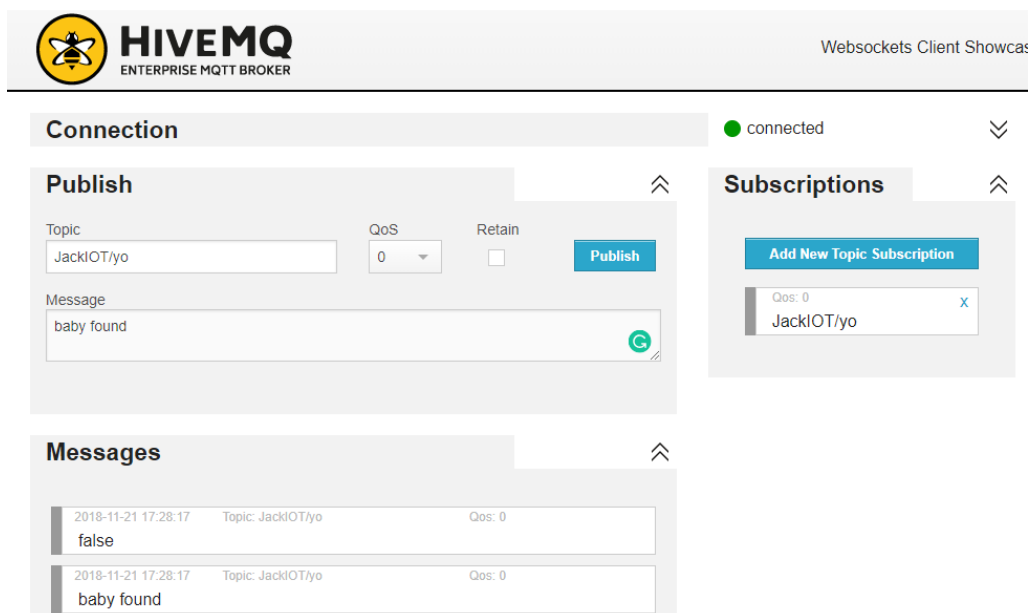 HIVEMQ
ENTERPRISE MQTT BROKER
Websockets Client Showcas
Connection
connected
Publish
Subscriptions
Topic QoS Retain
JackIOT/yo 0 Publish
Add New Topic Subscription
Message
baby found
Qos: 0 X
JackIOT/yo
Messages
2018-11-21 17:28:17 Topic: JackIOT/yo Qos: 0
false
2018-11-21 17:28:17 Topic: JackIOT/yo Qos: 0
baby found